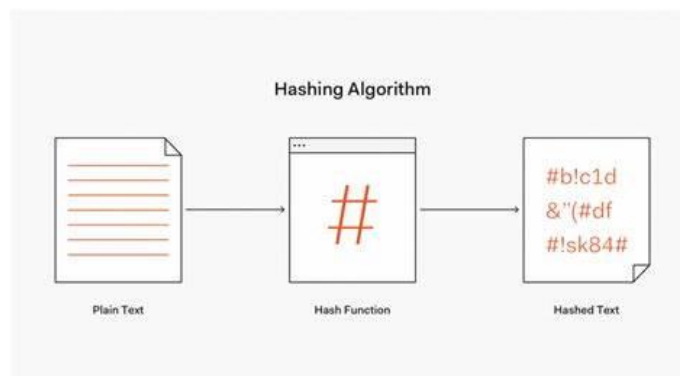 Hashing Algorithm
#
#b!c1d
&"(#df
#!sk84#
Plain Text
Hash Function
Hashed Text